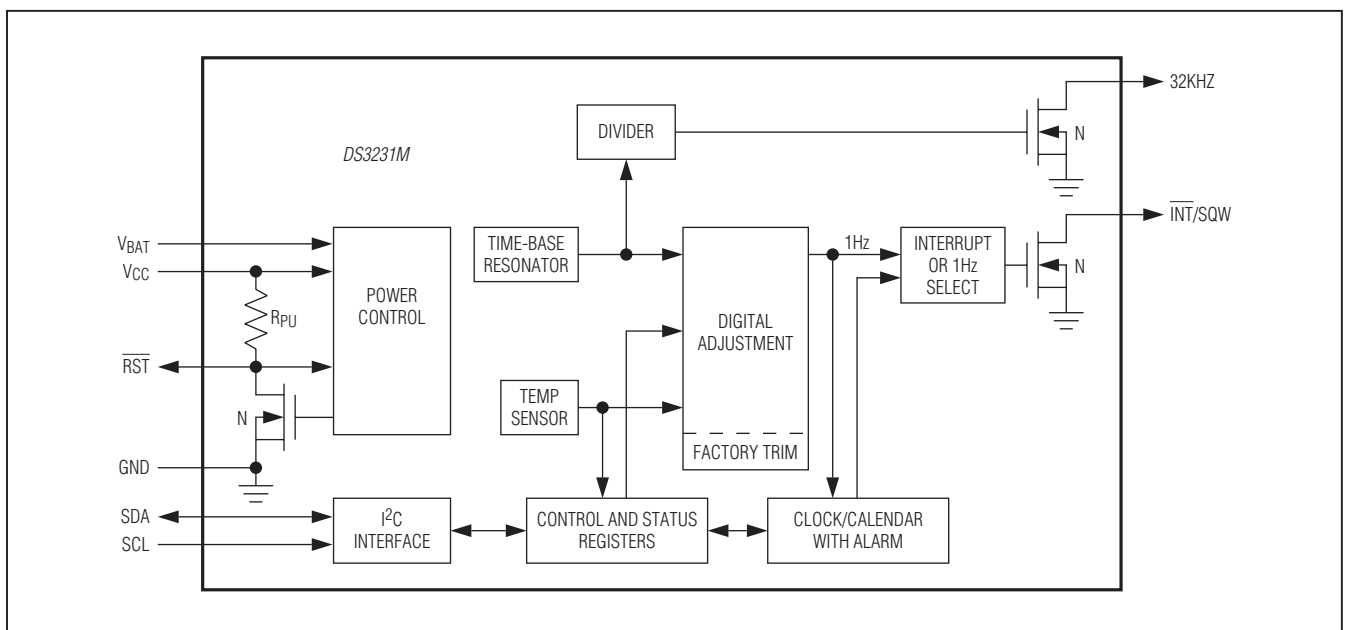 32KHZ
DIVIDER
N
DS3231M
INT/SQW
VBAT
TIME-BASE
RESONATOR
1Hz
INTERRUPT
OR 1Hz
SELECT
N
VCC
POWER
CONTROL
RPU
DIGITAL
ADJUSTMENT
RST
TEMP
SENSOR
N
FACTORY TRIM
GND
SDA
I2C
INTERFACE
CONTROL AND STATUS
REGISTERS
CLOCK/CALENDAR
WITH ALARM
SCL